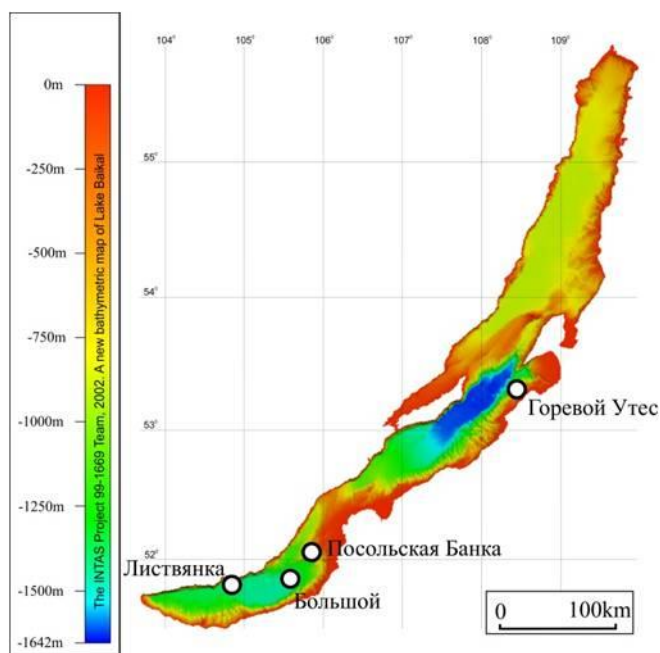 0m
-250m
-500m
-750m
-1000m
-1250m
-1500m
-1642m
The INTAS Project 99-1669 Team, 2002. A new bathymetric map of Lake Baikal
104°
105°
106°
107°
108°
109°
55°
54°
53°
52°
Горевой Утес
Посольская Банка
Листвянка
Большой
0 100km